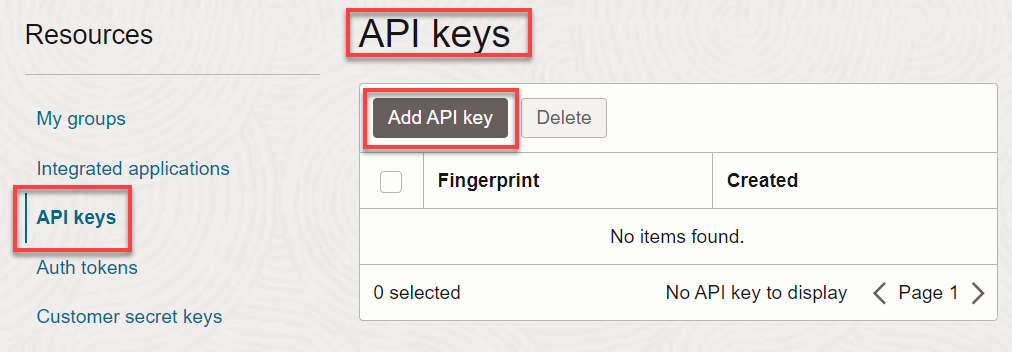 Resources
My groups
Integrated applications
API keys
Auth tokens
Customer secret keys
API keys
Add API key Delete
Fingerprint Created
No items found.
0 selected No API key to display Page 1